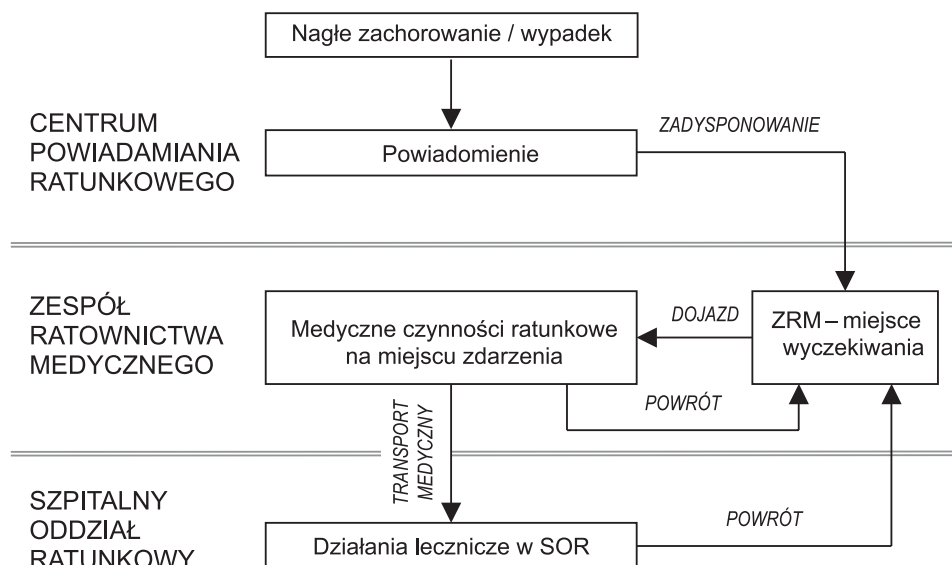 Nagłe zachorowanie / wypadek
CENTRUM
POWIADAMIANIA
RATUNKOWEGO
Powiadomienie
ZADYSPONOWANIE
ZESPÓŁ
RATOWNICTWA
MEDYCZNEGO
Medyczne czynności ratunkowe
na miejscu zdarzenia
DOJAZD
ZRM – miejsce
wyczekiwania
POWRÓT
TRANSPORT
MEDYCZNY
SZPITALNY
ODDZIAŁ
RATUNKOWY
Działania lecznicze w SOR
POWRÓT